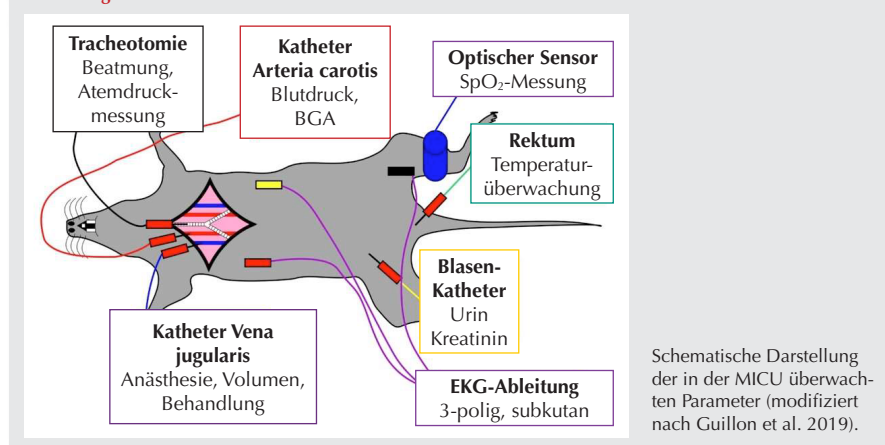 Tracheotomie
Beatmung,
Atemdruck-
messung
Katheter
Arteria carotis
Blutdruck,
BGA
Optischer Sensor
SpO₂-Messung
Rektum
Temperatur-
überwachung
Blasen-
Katheter
Urin
Kreatinin
Katheter Vena
jugularis
Anästhesie, Volumen,
Behandlung
EKG-Ableitung
3-polig, subkutan
Schematische Darstellung
der in der MICU überwach-
ten Parameter (modifiziert
nach Guillon et al. 2019).